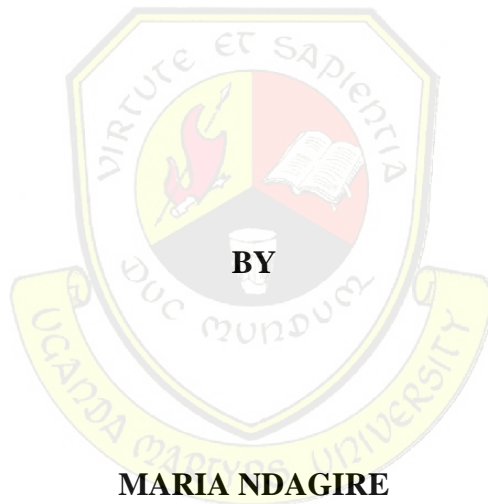 VIRTUTE ET SAPIENTIA
BY
DUC MUNDUM
UGANDA MARTYRS UNIVERSITY
MARIA NDAGIRE